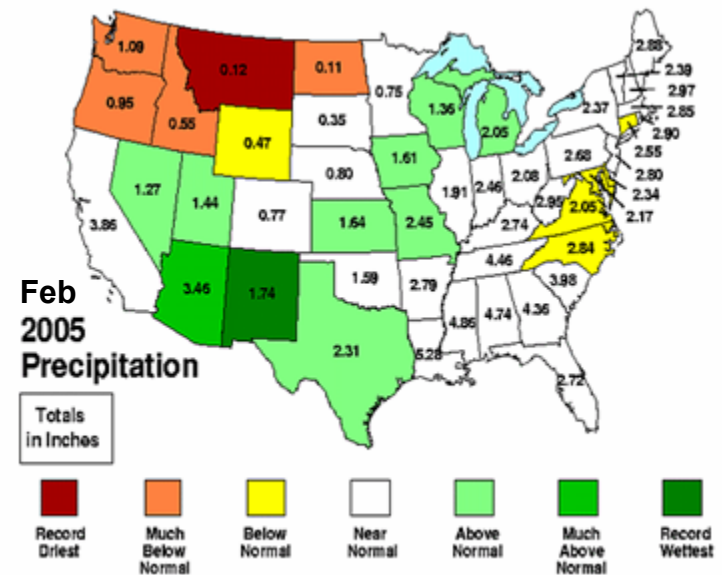 1.09
0.12
0.11
0.75
2.88
2.39
2.97
2.85
2.90
2.55
2.80
2.34
2.17
0.95
0.55
0.47
0.35
1.36
2.05
2.37
2.68
0.80
1.61
1.91
2.46
2.08
2.95
2.05
1.27
1.44
0.77
1.64
2.45
2.74
2.84
3.86
3.46
1.74
1.59
2.79
4.46
3.98
2.31
5.28
4.86
4.74
4.36
2.72
Feb
2005
Precipitation
Totals
in Inches
Record
Driest
Much
Below
Normal
Below
Normal
Near
Normal
Above
Normal
Much
Above
Normal
Record
Wettest